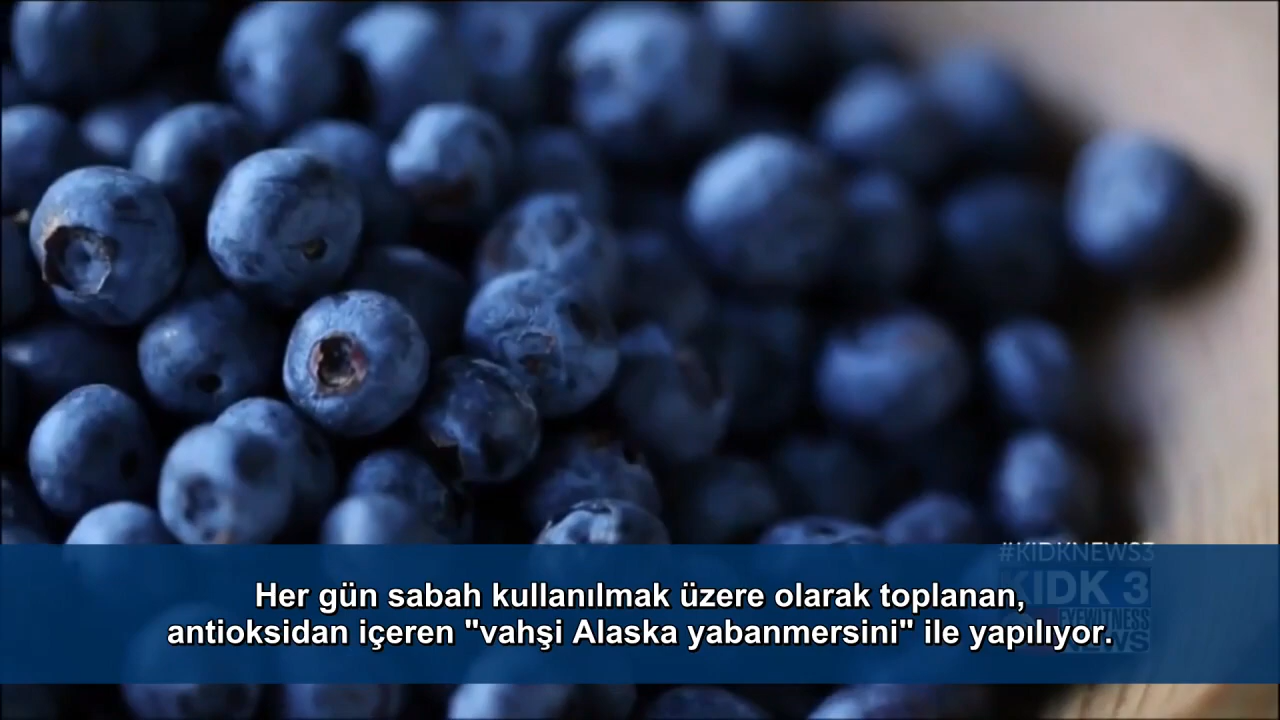 #KIDKNEWS3
KIDK 3
EYEWITNESS
NEWS
Her gün sabah kullanılmak üzere olarak toplanan,
antioksidan içeren "vahşi Alaska yabanmersini" ile yapılıyor.